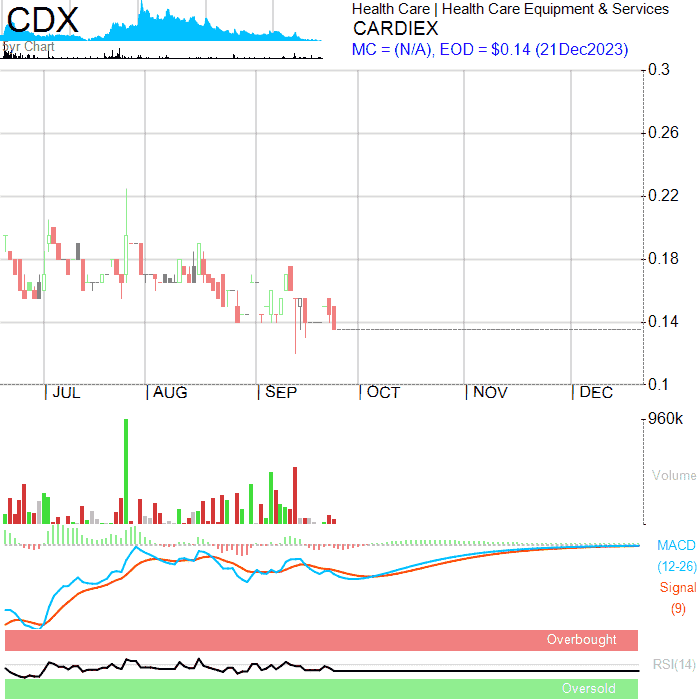 CDX
5yr Chart
Health Care | Health Care Equipment & Services
CARDIEX
MC = (N/A), EOD = $0.14 (21Dec2023)
0.3
0.26
0.22
0.18
0.14
0.1
| JUL | AUG | SEP | OCT | NOV | DEC
960k
Volume
MACD
(12-26)
Signal
(9)
Overbought
RSI(14)
Oversold